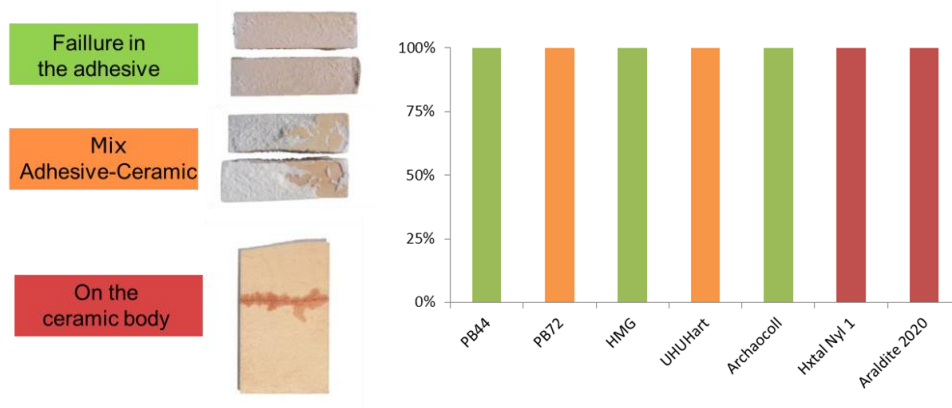 Faillure in
the adhesive
Mix
Adhesive-Ceramic
On the
ceramic body
100%
75%
50%
25%
0%
PB44
PB72
HMG
UHUHart
Archaocoll
Hxtal Nyl 1
Araldite 2020